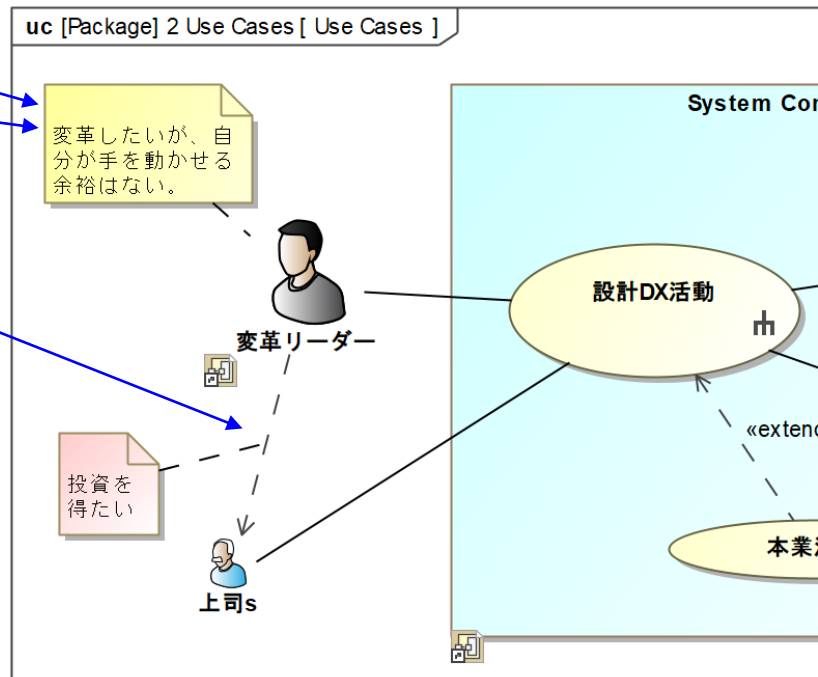 uc [Package] 2 Use Cases [ Use Cases ]
System Con
変革したいが、自
分が手を動かせる
余裕はない。
設計DX活動
変革リーダー
«extend
投資を
得たい
本業
上司s